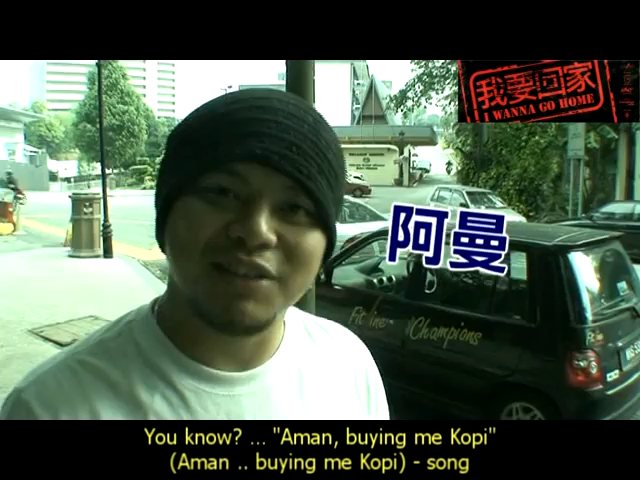 我要回家
I WANNA GO HOME
阿曼
Fit line - Champions
You know? ... "Aman, buying me Kopi"
(Aman .. buying me Kopi) - song